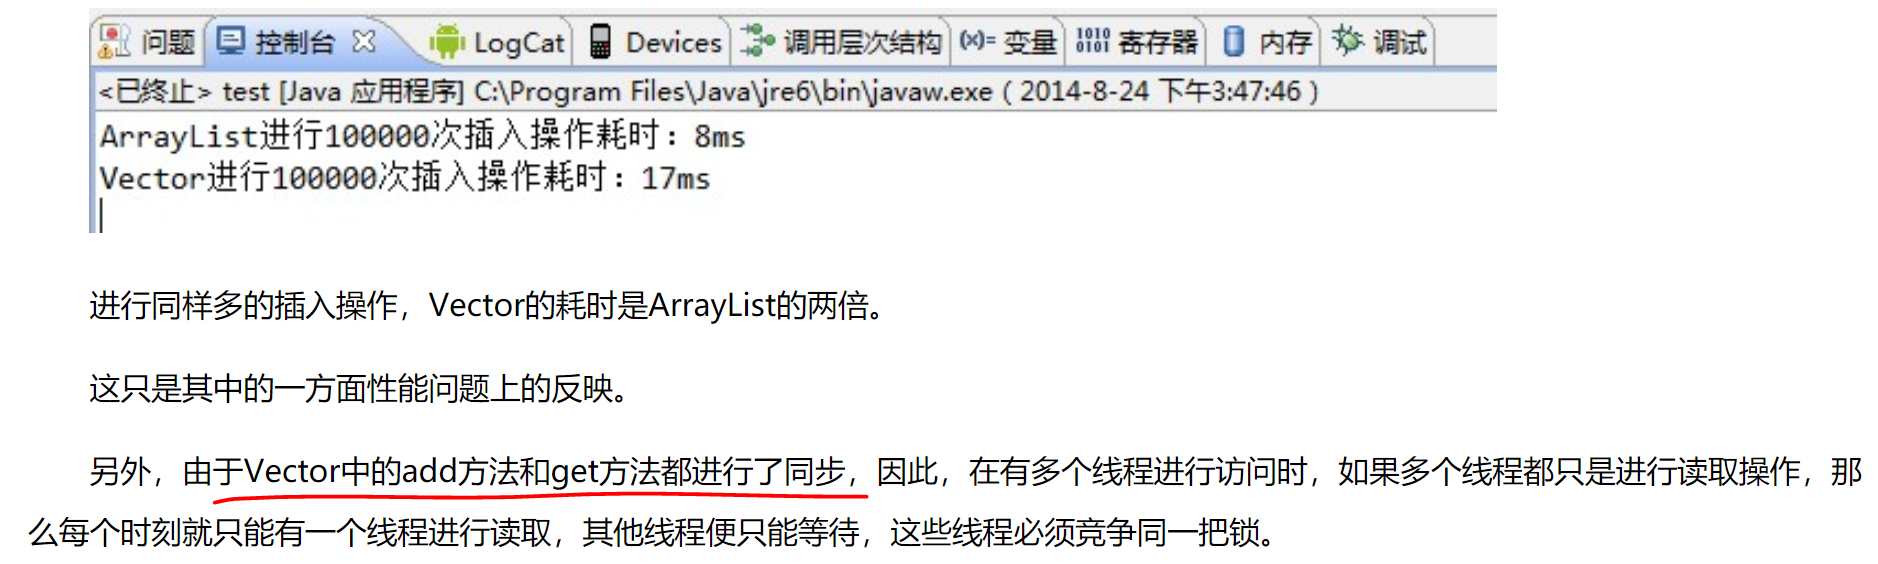 问题 控制台 LogCat Devices 调用层次结构 (x)= 变量 1010 0101 寄存器 内存 调试
<已终止> test [Java 应用程序] C:\Program Files\Java\jre6\bin\javaw.exe ( 2014-8-24 下午3:47:46 )
ArrayList进行100000次插入操作耗时：8ms
Vector进行100000次插入操作耗时：17ms
进行同样多的插入操作，Vector的耗时是ArrayList的两倍。
这只是其中的一方面性能问题上的反映。
另外，由于Vector中的add方法和get方法都进行了同步，因此，在有多个线程进行访问时，如果多个线程都只是进行读取操作，那
么每个时刻就只能有一个线程进行读取，其他线程便只能等待，这些线程必须竞争同一把锁。